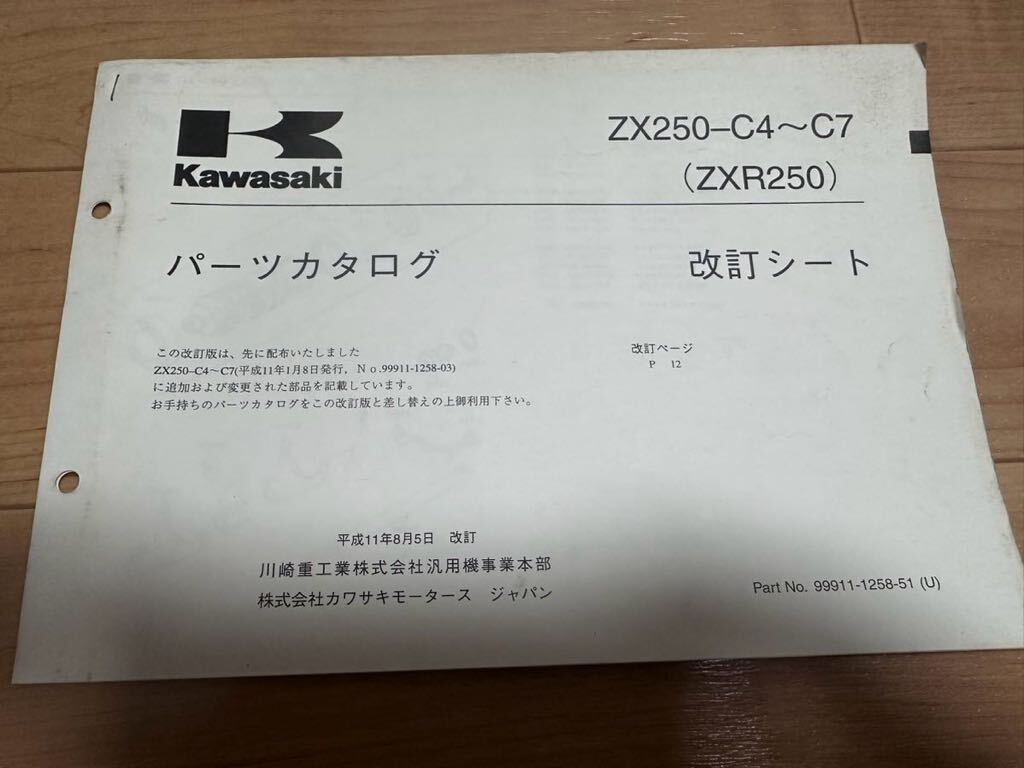 Kawasaki
ZX250–C4〜C7
（ZXR250）
パーツカタログ
改訂シート
この改訂版は、先に配布いたしました
ZX250–C4〜C7(平成11年1月8日発行，Ｎｏ.99911-1258-03)
に追加および変更された部品を記載しています。
お手持ちのパーツカタログをこの改訂版と差し替えの上御利用下さい。
改訂ページ
P 12
平成11年8月5日 改訂
川崎重工業株式会社汎用機事業本部
株式会社カワサキモータース ジャパン
Part No. 99911-1258-51 (U)